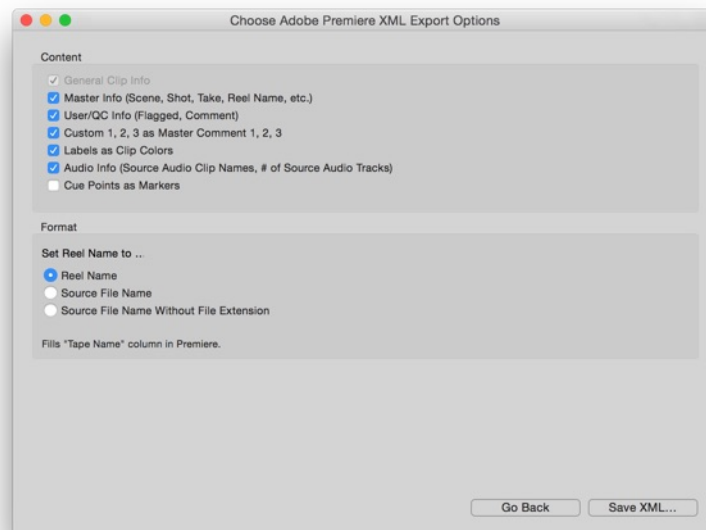 Choose Adobe Premiere XML Export Options
Content
General Clip Info
Master Info (Scene, Shot, Take, Reel Name, etc.)
User/QC Info (Flagged, Comment)
Custom 1, 2, 3 as Master Comment 1, 2, 3
Labels as Clip Colors
Audio Info (Source Audio Clip Names, # of Source Audio Tracks)
Cue Points as Markers
Format
Set Reel Name to ...
Reel Name
Source File Name
Source File Name Without File Extension
Fills "Tape Name" column in Premiere.
Go Back
Save XML...